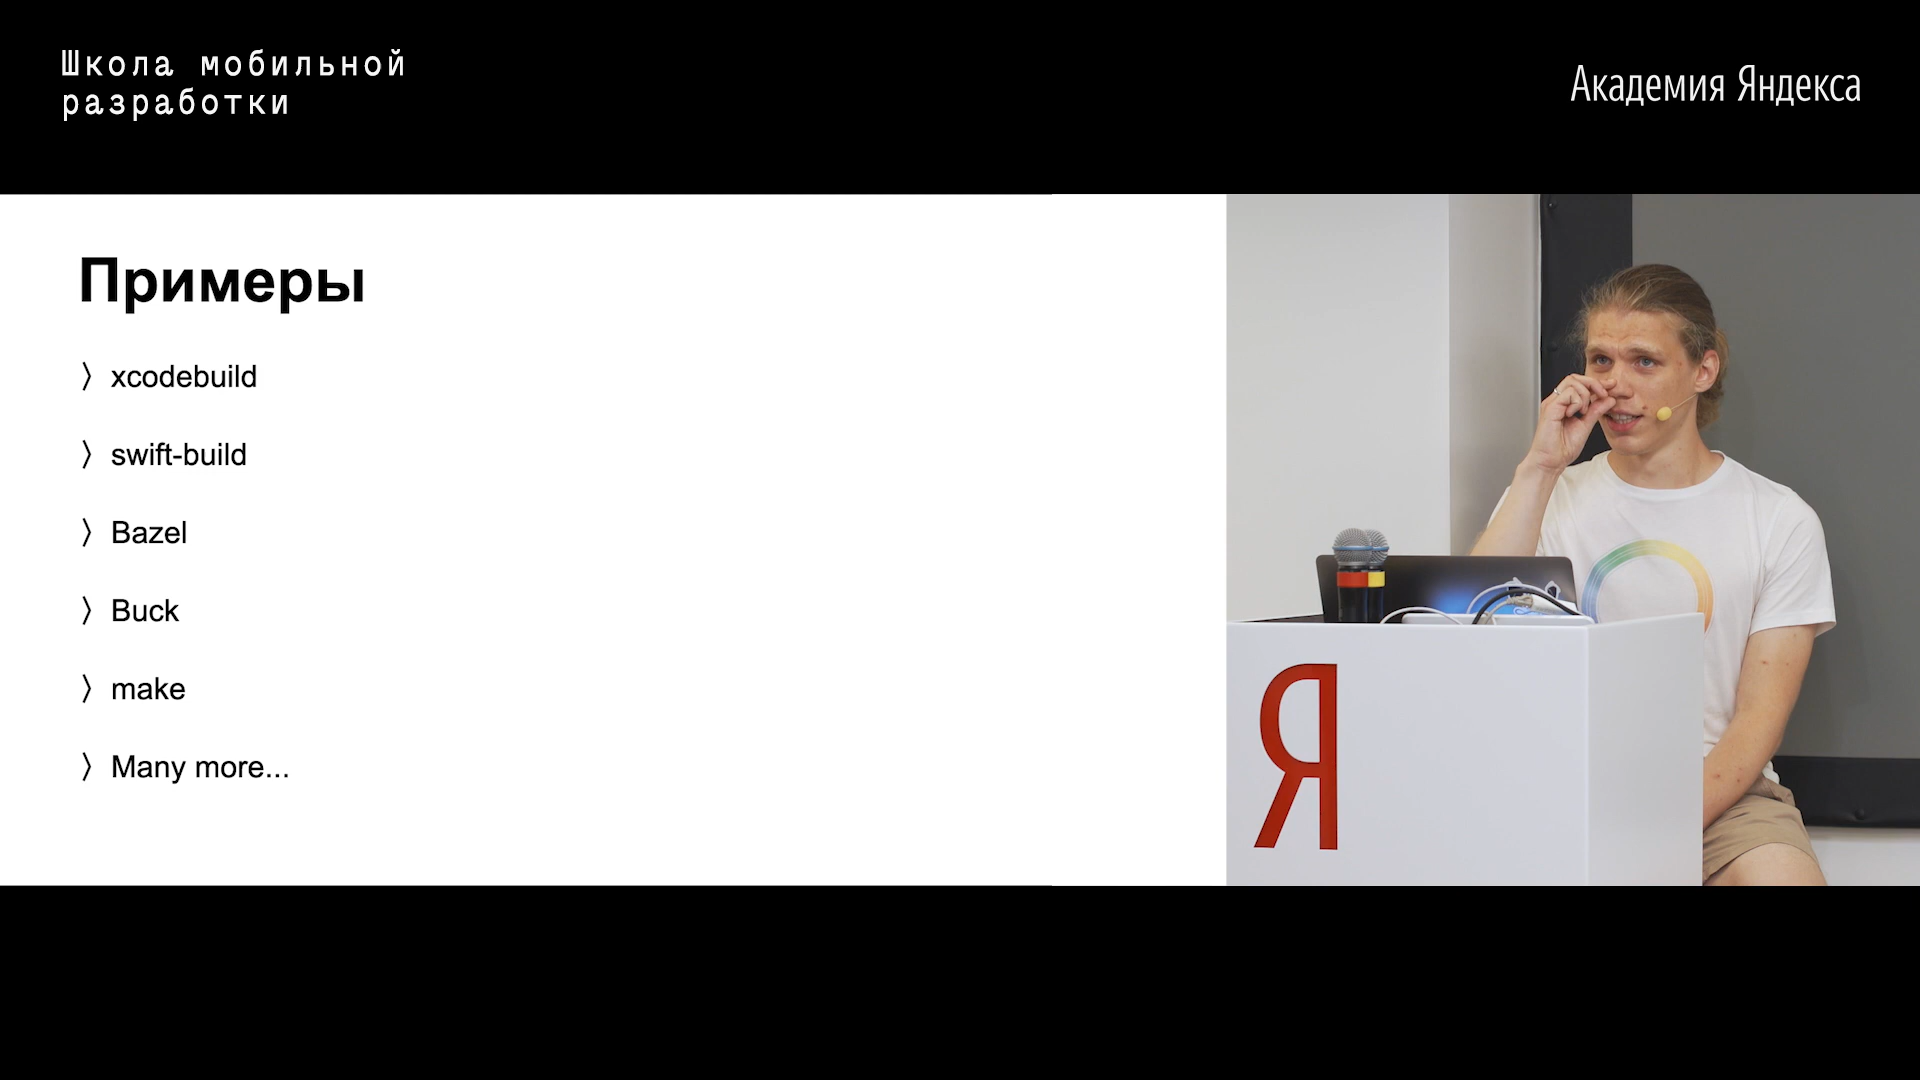 Школа мобильной
разработки
Академия Яндекса
Примеры
〉 xcodebuild
〉 swift-build
〉 Bazel
〉 Buck
〉 make
〉 Many more...
Я